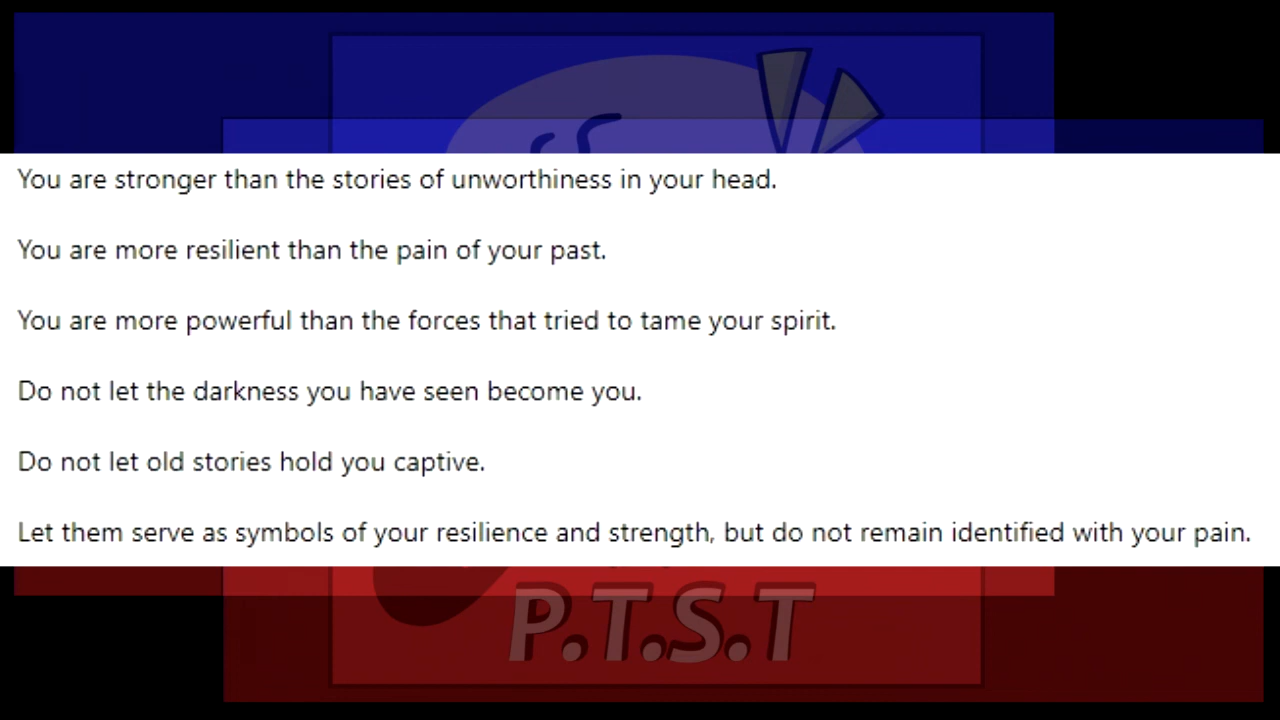 You are stronger than the stories of unworthiness in your head.
You are more resilient than the pain of your past.
You are more powerful than the forces that tried to tame your spirit.
Do not let the darkness you have seen become you.
Do not let old stories hold you captive.
Let them serve as symbols of your resilience and strength, but do not remain identified with your pain.
P.T.S.T